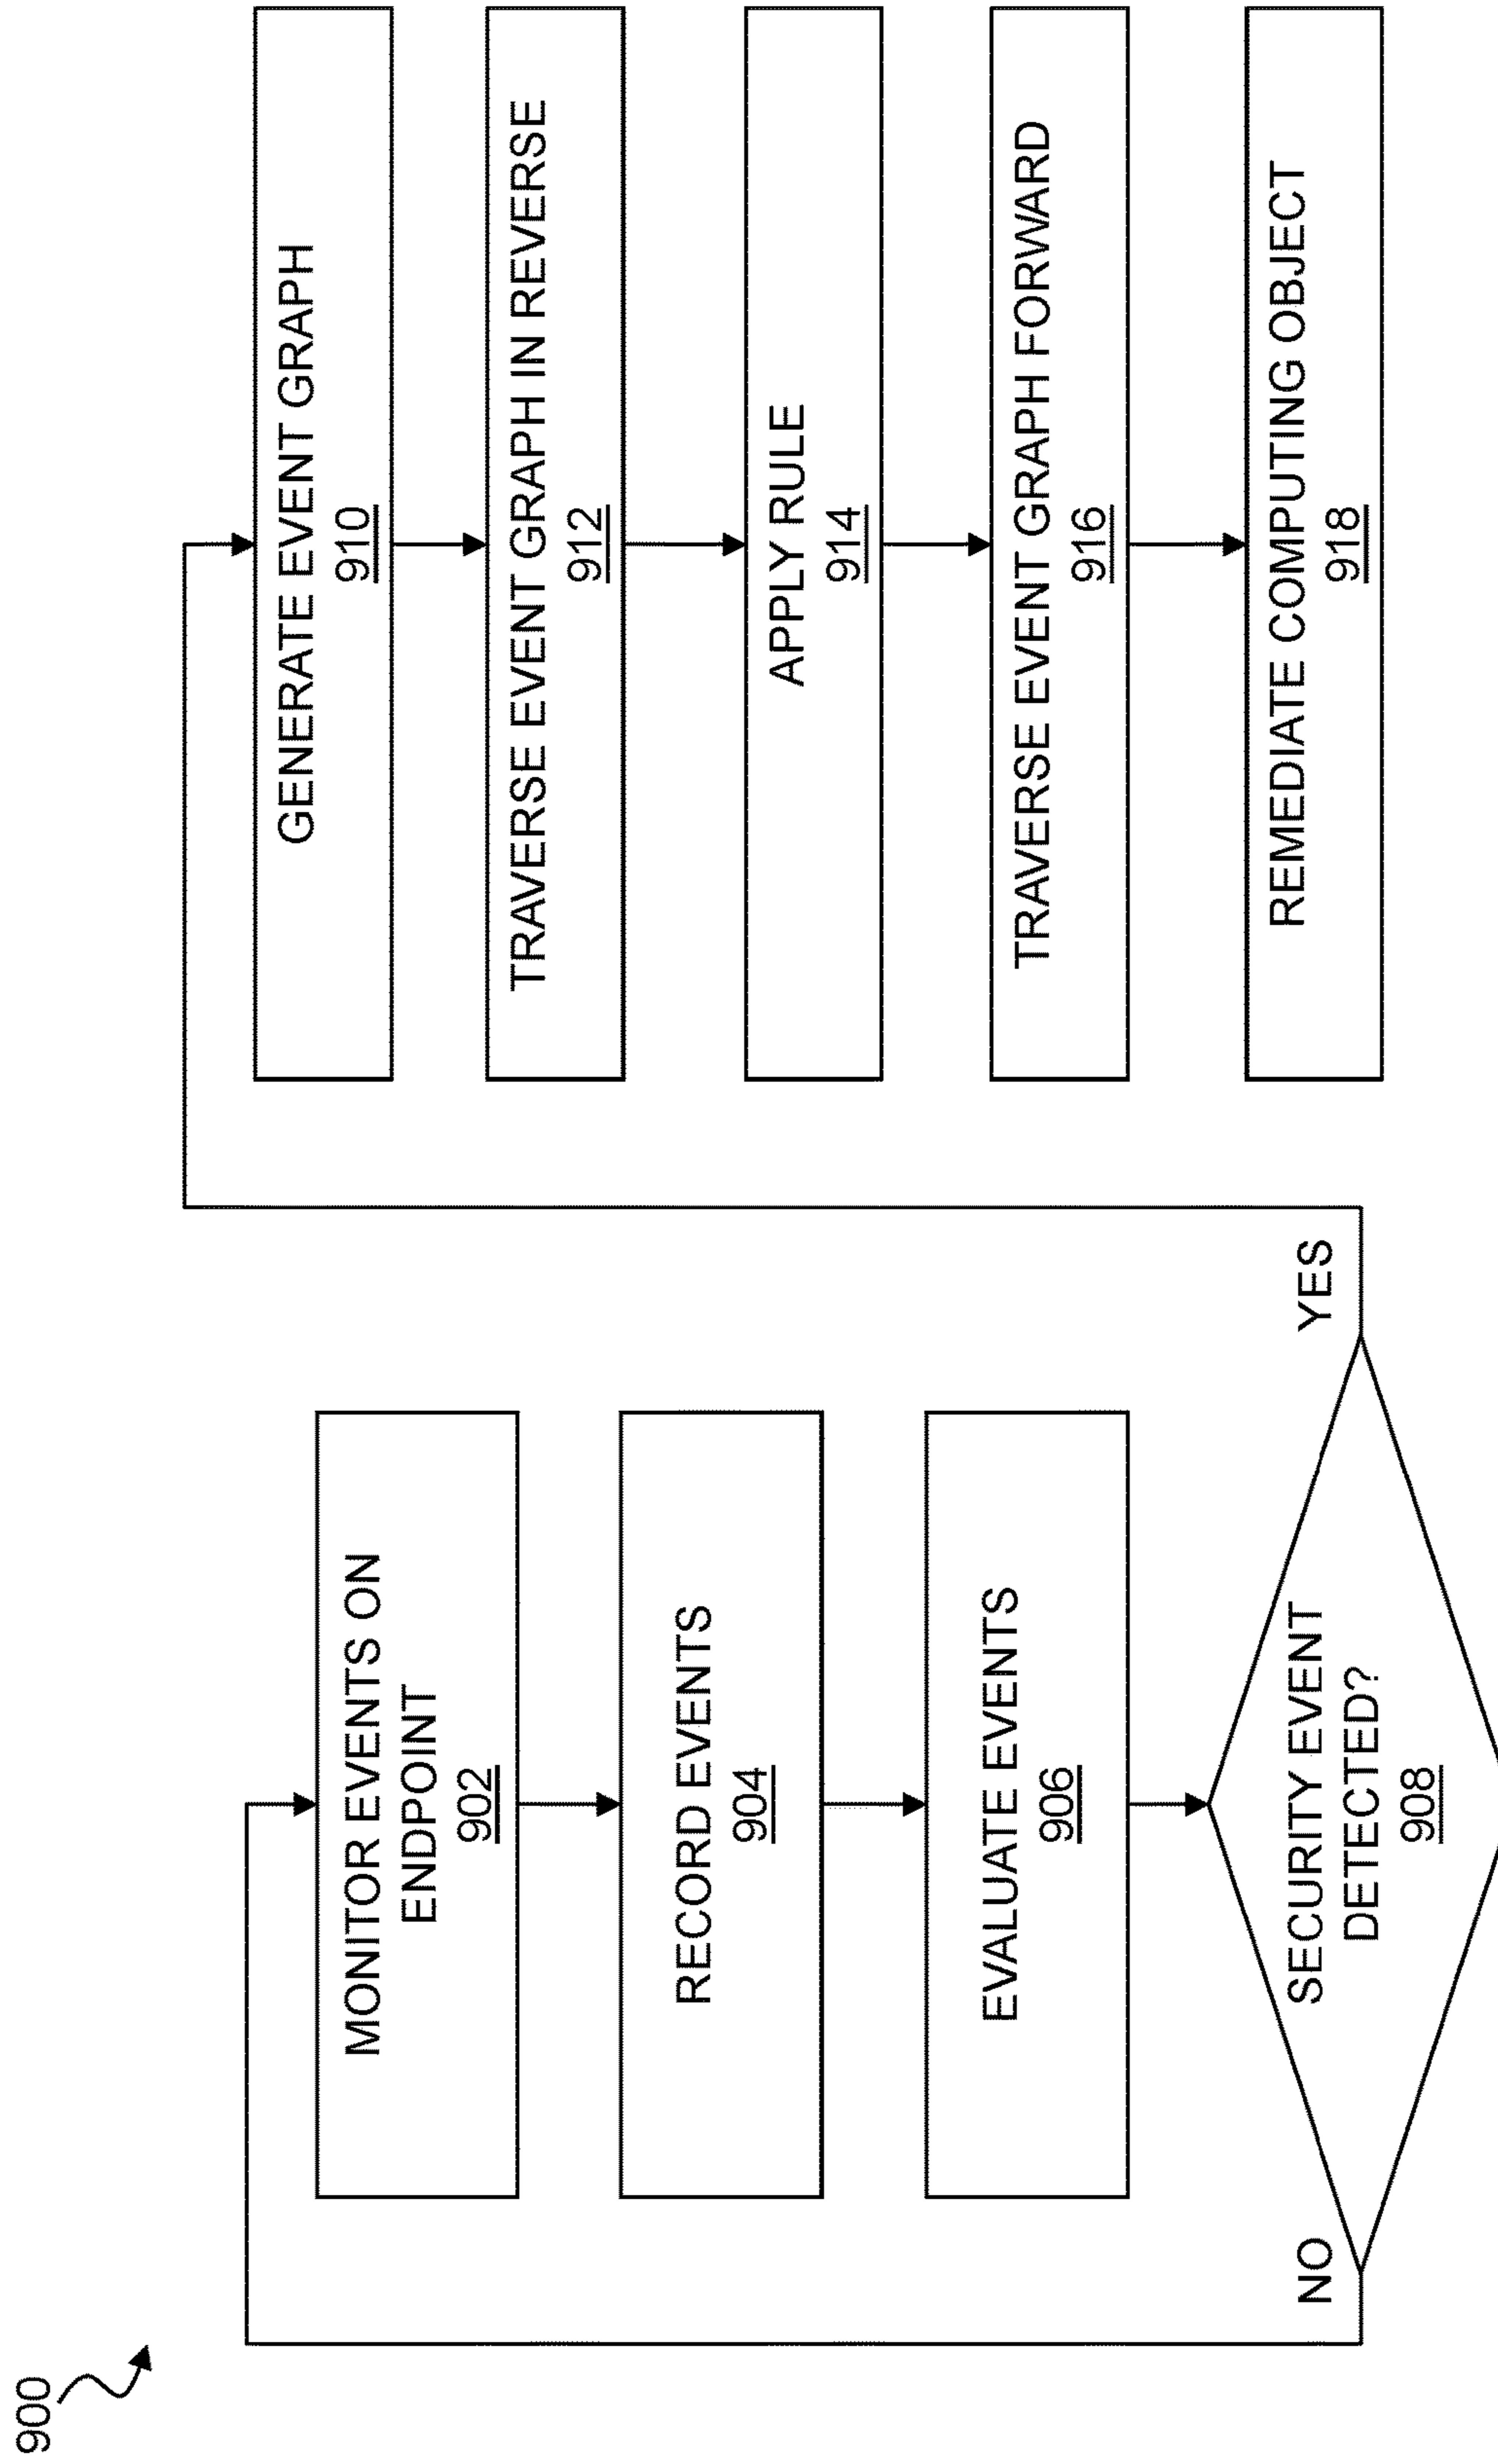 900
MONITOR EVENTS ON
ENDPOINT
902
RECORD EVENTS
904
EVALUATE EVENTS
906
SECURITY EVENT
DETECTED?
908
NO
YES
GENERATE EVENT GRAPH
910
TRAVERSE EVENT GRAPH IN REVERSE
912
APPLY RULE
914
TRAVERSE EVENT GRAPH FORWARD
916
REMEDIATE COMPUTING OBJECT
918